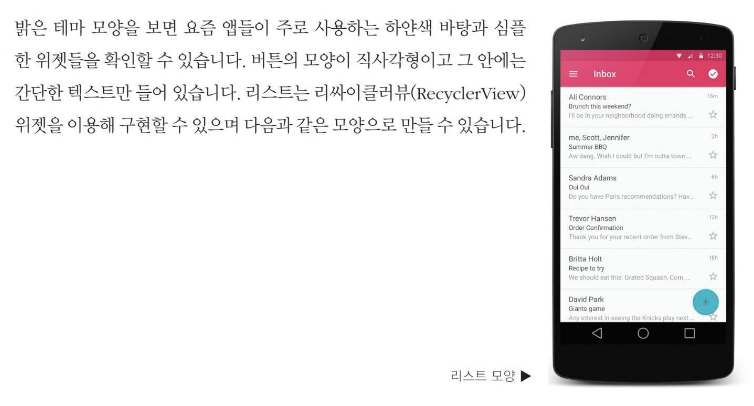 밝은 테마 모양을 보면 요즘 앱들이 주로 사용하는 하얀색 바탕과 심플
한 위젯들을 확인할 수 있습니다. 버튼의 모양이 직사각형이고 그 안에는
간단한 텍스트만 들어 있습니다. 리스트는 리싸이클러뷰(RecyclerView)
위젯을 이용해 구현할 수 있으며 다음과 같은 모양으로 만들 수 있습니다.
12:30
Inbox
Ali Connors 15m
Brunch this weekend?
I'll be in your neighborhood doing errands ...
me, Scott, Jennifer 2h
Summer BBQ
Aw dang. Wish I could but I'm outta town ...
Sandra Adams 6h
Oui Oui
Do you have Paris recommendations? Hav...
Trevor Hansen 12h
Order Confirmation
Thank you for your recent order from Stev...
Britta Holt 18h
Recipe to try
We should eat this: Grated Squash, Corn, ...
David Park
Giants game
Any interest in seeing the Knicks play next ...
리스트 모양 ▶